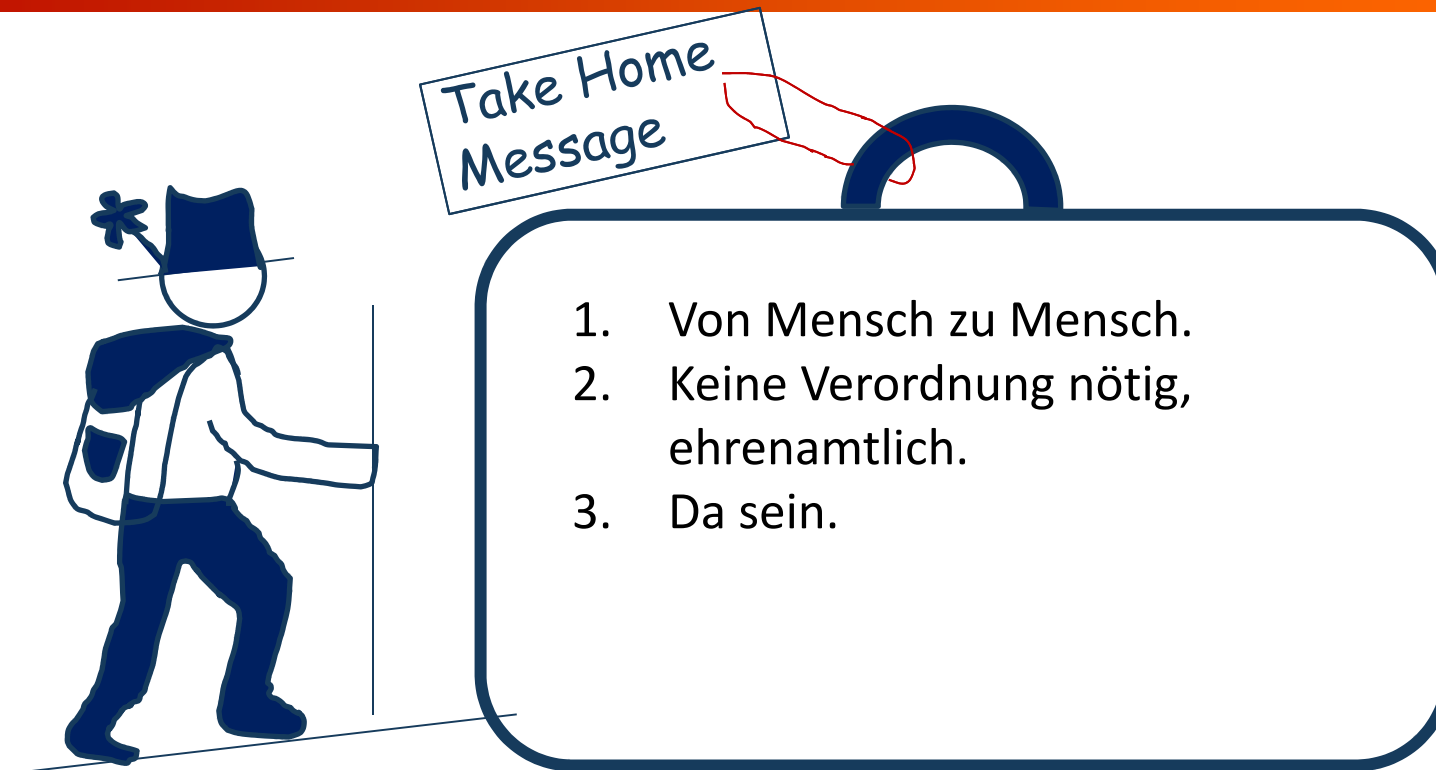 Take Home
Message
1. Von Mensch zu Mensch.
2. Keine Verordnung nötig,
ehrenamtlich.
3. Da sein.